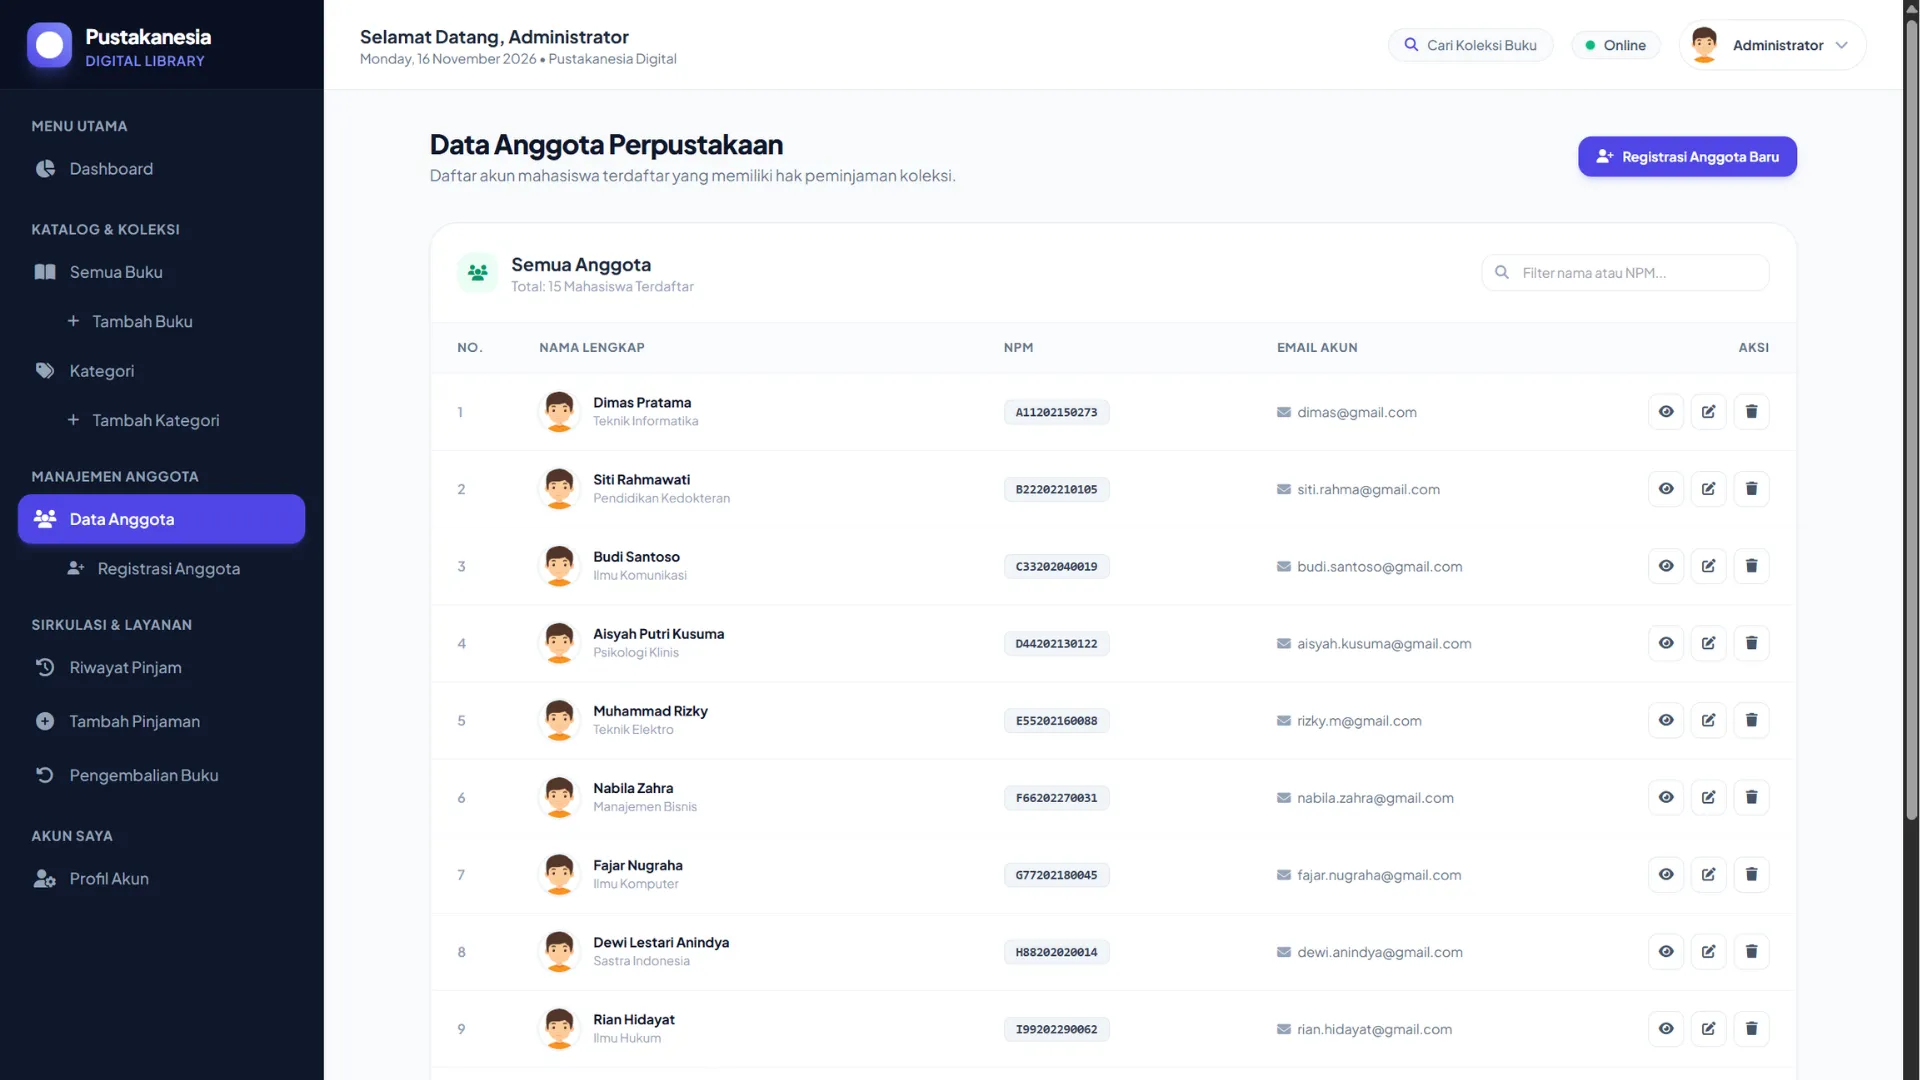 Pustakanesia
DIGITAL LIBRARY
MENU UTAMA
Dashboard
KATALOG & KOLEKSI
Semua Buku
+ Tambah Buku
Kategori
+ Tambah Kategori
MANAJEMEN ANGGOTA
Data Anggota
Registrasi Anggota
SIRKULASI & LAYANAN
Riwayat Pinjam
Tambah Pinjaman
Pengembalian Buku
AKUN SAYA
Profil Akun
Selamat Datang, Administrator
Monday, 16 November 2026 • Pustakanesia Digital
Cari Koleksi Buku
Online
Administrator
Data Anggota Perpustakaan
Daftar akun mahasiswa terdaftar yang memiliki hak peminjaman koleksi.
Registrasi Anggota Baru
Semua Anggota
Total: 15 Mahasiswa Terdaftar
Filter nama atau NPM...
NO. NAMA LENGKAP NPM EMAIL AKUN AKSI
1 Dimas Pratama A11202150273 dimas@gmail.com
Teknik Informatika
2 Siti Rahmawati B22202210105 siti.rahma@gmail.com
Pendidikan Kedokteran
3 Budi Santoso C33202040019 budi.santoso@gmail.com
Ilmu Komunikasi
4 Aisyah Putri Kusuma D44202130122 aisyah.kusuma@gmail.com
Psikologi Klinis
5 Muhammad Rizky E55202160088 rizky.m@gmail.com
Teknik Elektro
6 Nabila Zahra F66202270031 nabila.zahra@gmail.com
Manajemen Bisnis
7 Fajar Nugraha G77202180045 fajar.nugraha@gmail.com
Ilmu Komputer
8 Dewi Lestari Anindya H88202020014 dewi.anindya@gmail.com
Sastra Indonesia
9 Rian Hidayat I99202290062 rian.hidayat@gmail.com
Ilmu Hukum